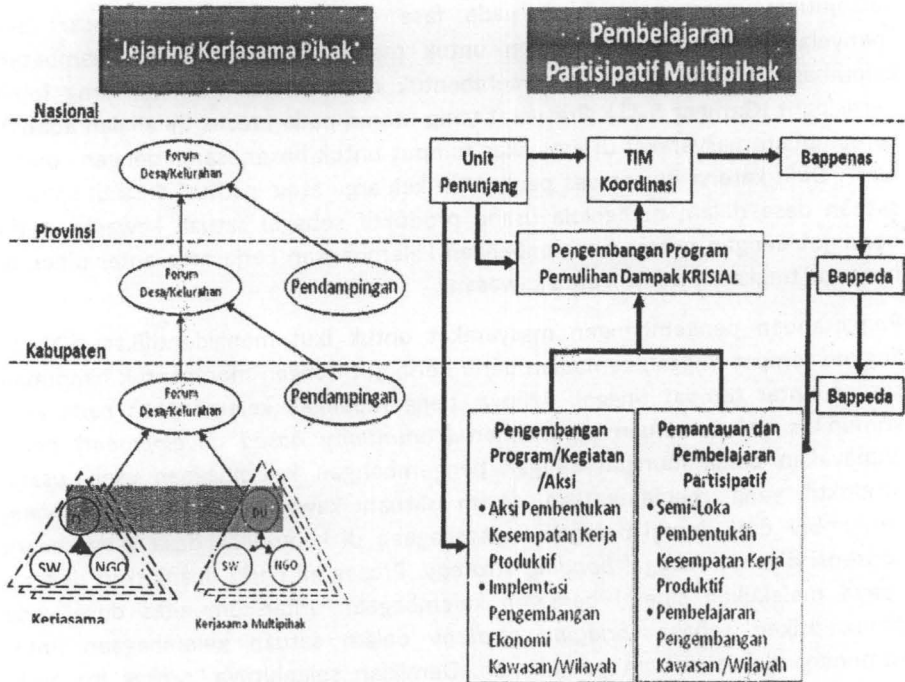 Jejaring Kerjasama Pihak
Pembelajaran
Partisipatif Multipihak
Nasional
Forum
Desa/Kelurahan
Unit
Penunjang
TIM
Koordinasi
Bappenas
Provinsi
Forum
Desa/Kelurahan
Pendampingan
Pengembangan Program
Pemulihan Dampak KRISIAL
Bappeda
Kabupaten
Forum
Desa/Kelurahan
Pendampingan
Bappeda
Pengembangan
Program/Kegiatan
/Aksi
• Aksi Pembentukan
Kesempatan Kerja
Ptoduktif
• Implementasi
Pengembangan
Ekonomi
Kawasan/Wilayah
Pemantauan dan
Pembelajaran
Partisipatif
• Semi-Loka
Pembentukan
Kesempatan Kerja
Produktif
• Pembelajaran
Pengembangan
Kawasan/Wilayah
DU
SW
NGO
SW
NGO
Kerjasama
Kerjasama Multipihak